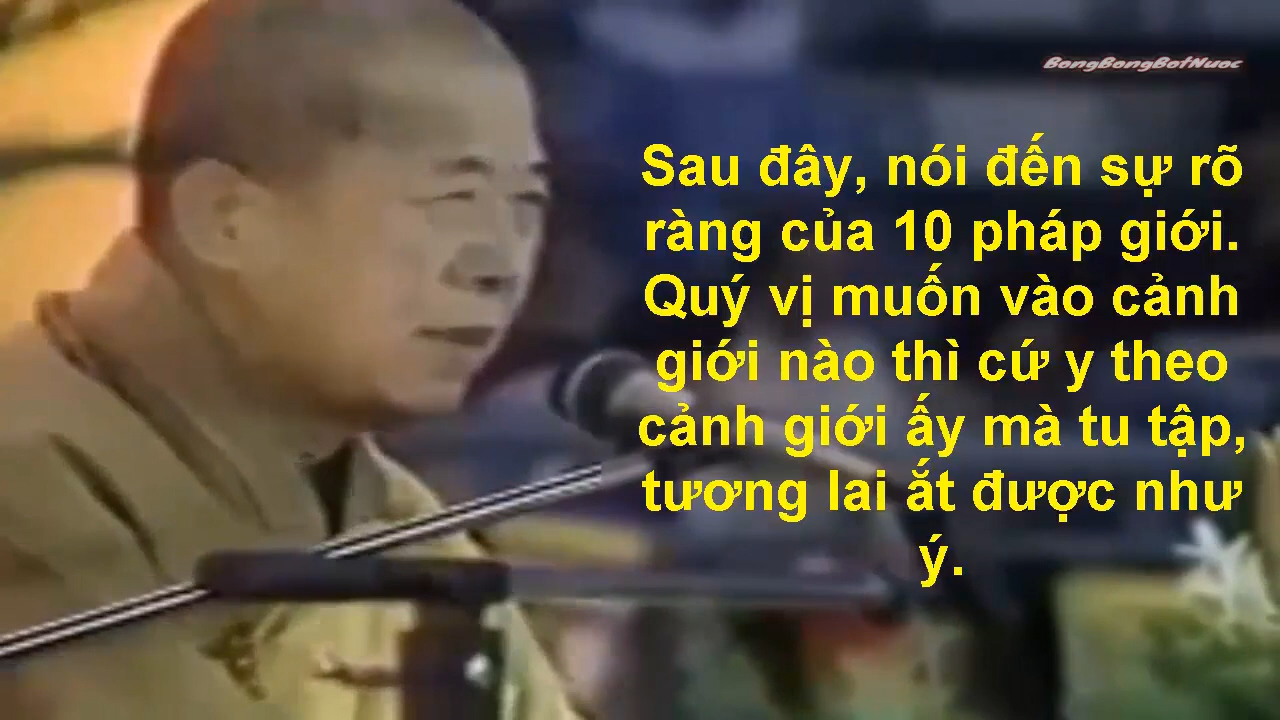 BongBongBotNuoc
Sau đây, nói đến sự rõ
ràng của 10 pháp giới.
Quý vị muốn vào cảnh
giới nào thì cứ y theo
cảnh giới ấy mà tu tập,
tương lai ắt được như
ý.